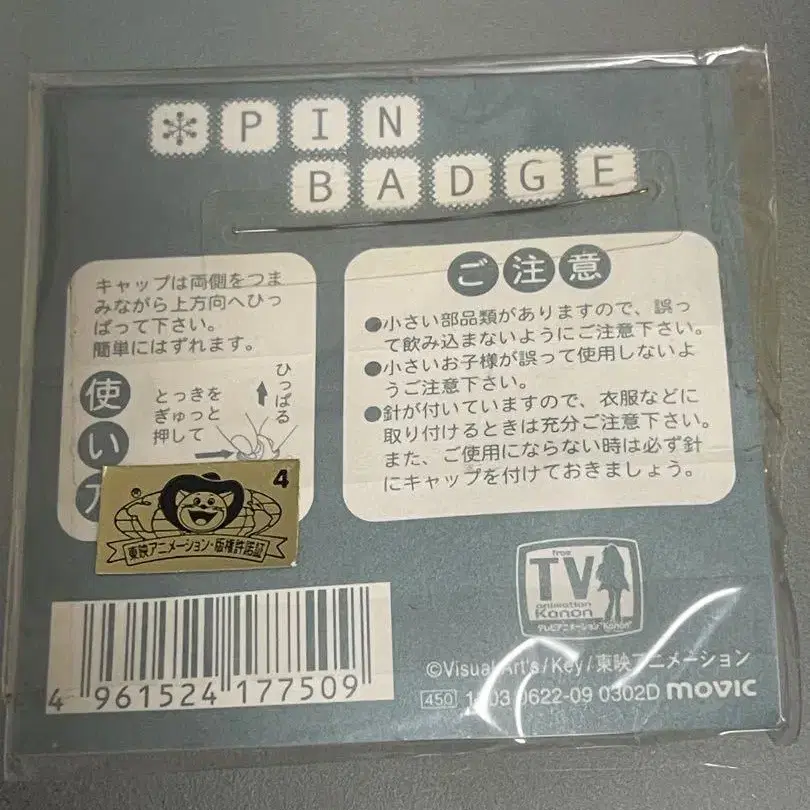 PIN
BADGE
キャップは両側をつま
みながら上方向へひっ
ぱって下さい。
簡単にはずれます。
使い
とっきを
ぎゅっと
押して
ひっぱる
ご注意
●小さい部品類がありますので、誤っ
て飲み込まないようにご注意下さい。
●小さいお子様が誤って使用しないよ
うご注意下さい。
●針が付いていますので、衣服などに
取り付けるときは充分ご注意下さい。
また、ご使用にならない時は必ず針
にキャップを付けておきましょう。
® 4
東映アニメーション・版権許諾証
from
TV
animation
Kanon
テレビアニメーション"Kanon"
©Visual Art's/Key/東映アニメーション
450 0622-09 0302D movic
4 961524 177509